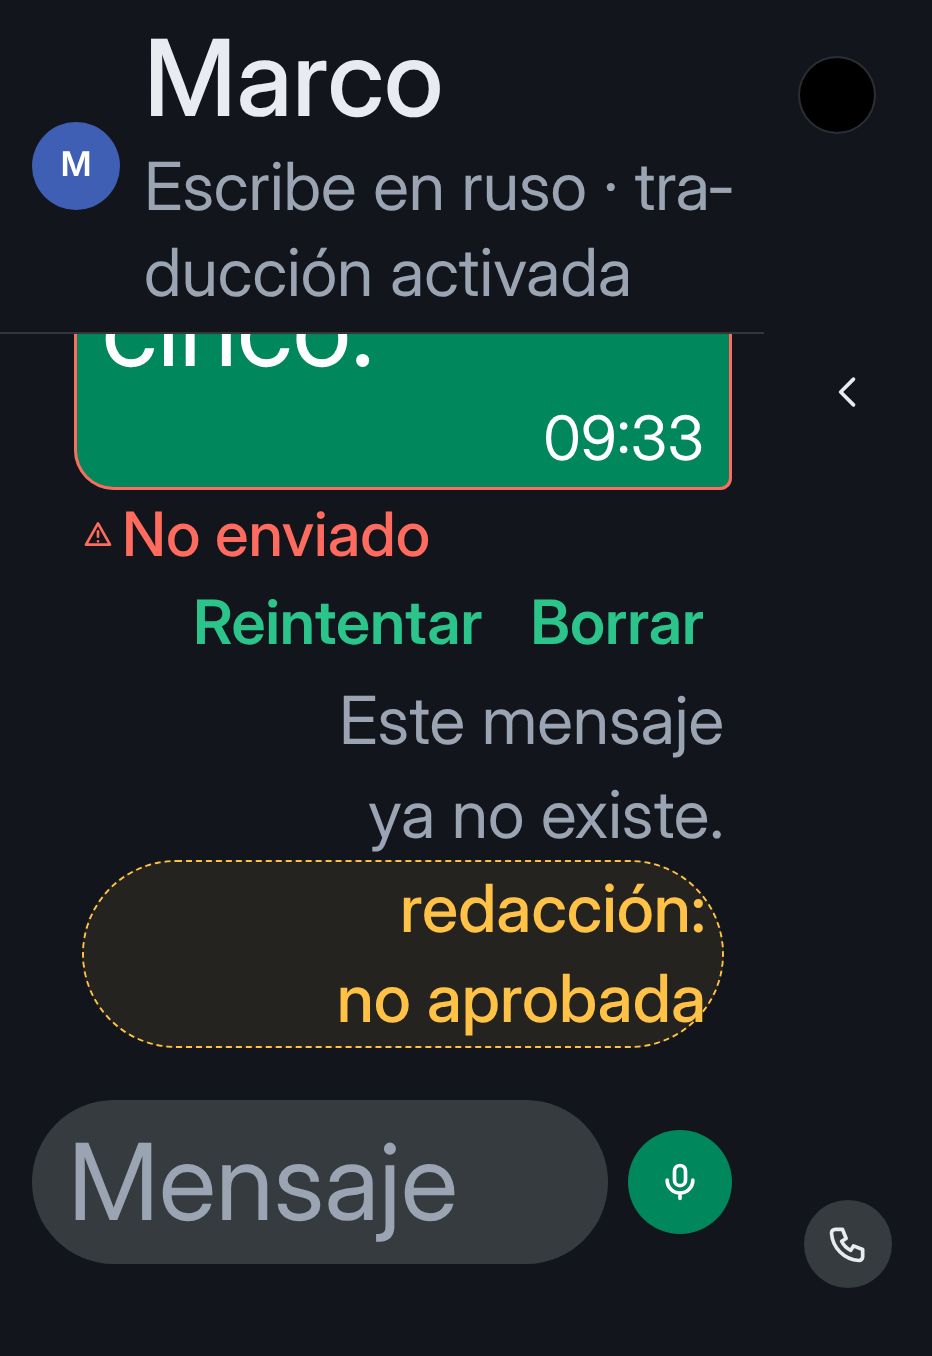 Marco
M
Escribe en ruso · tra-
ducción activada
cinco.
09:33
No enviado
Reintentar Borrar
Este mensaje
ya no existe.
redacción:
no aprobada
Mensaje